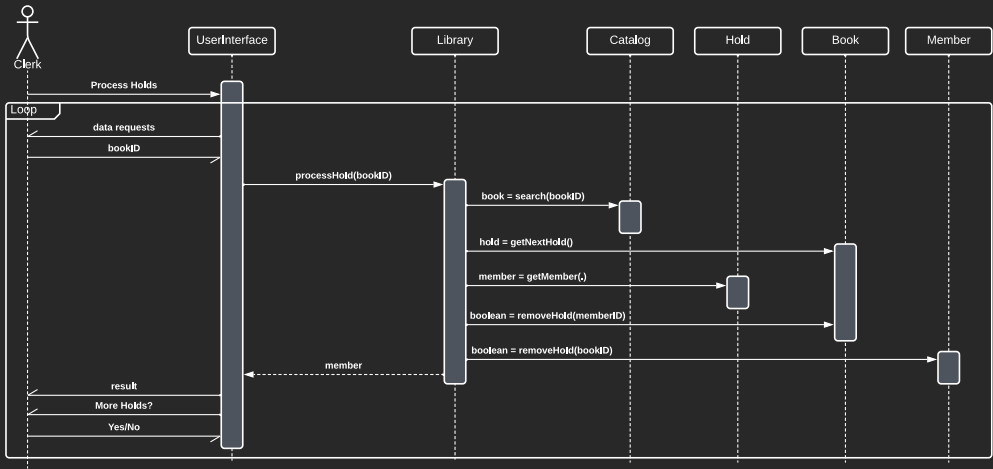 Clerk
UserInterface
Library
Catalog
Hold
Book
Member
Process Holds
Loop
data requests
bookID
processHold(bookID)
book = search(bookID)
hold = getNextHold()
member = getMember(.)
boolean = removeHold(memberID)
boolean = removeHold(bookID)
member
result
More Holds?
Yes/No